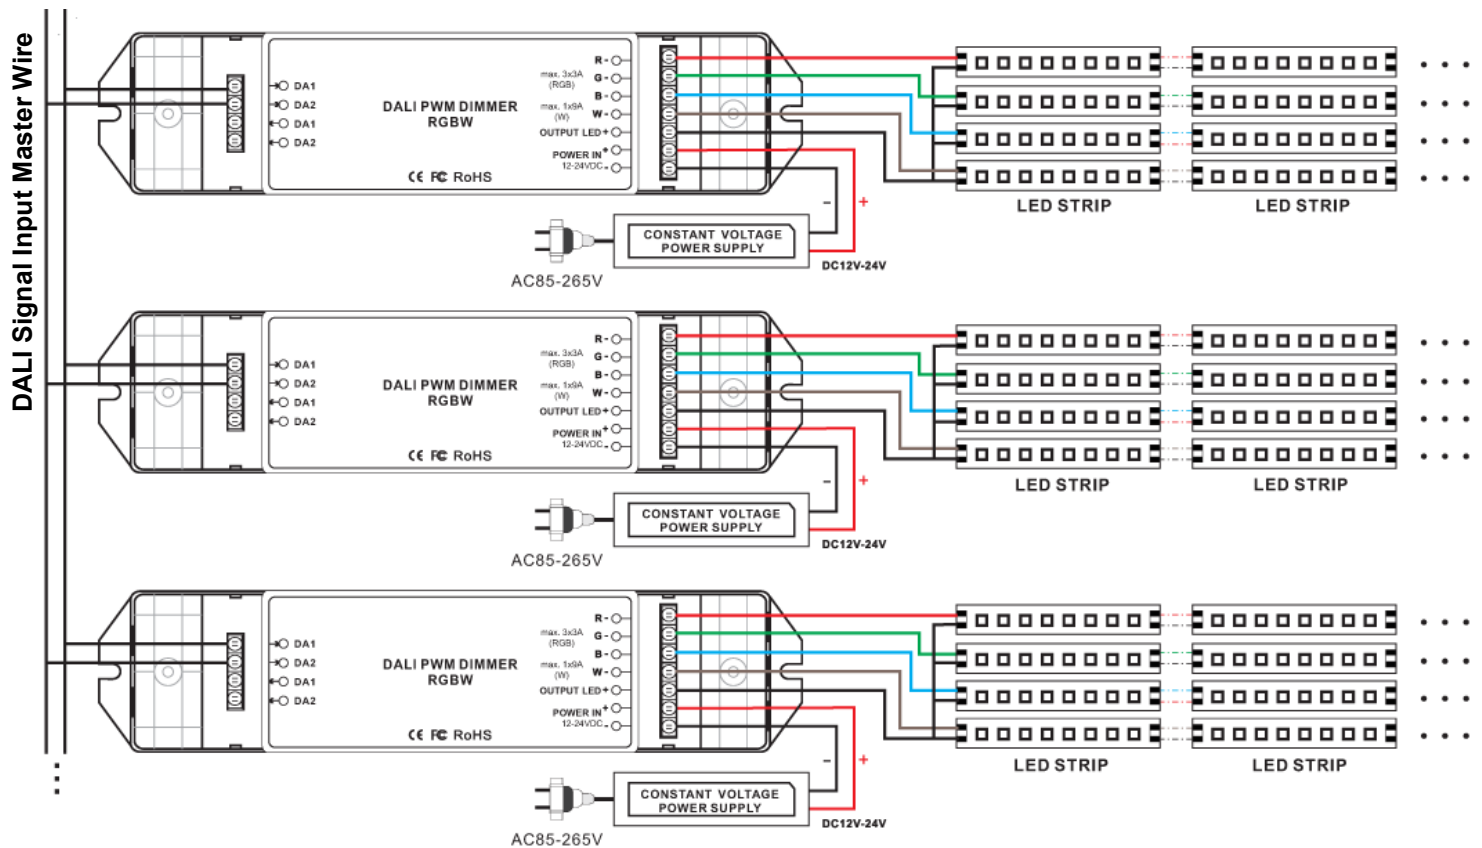 DALI Signal Input Master Wire
DA1
DA2
DA1
DA2
DALI PWM DIMMER
RGBW
CE FC RoHS
R-
max. 3x3A
(RGB)
G-
B-
max. 1x9A
(W)
W-
OUTPUT LED+
POWER IN +
12-24VDC -
- +
CONSTANT VOLTAGE
POWER SUPPLY
AC85-265V
DC12V-24V
LED STRIP
LED STRIP
DA1
DA2
DA1
DA2
DALI PWM DIMMER
RGBW
CE FC RoHS
R-
max. 3x3A
(RGB)
G-
B-
max. 1x9A
(W)
W-
OUTPUT LED+
POWER IN +
12-24VDC -
- +
CONSTANT VOLTAGE
POWER SUPPLY
AC85-265V
DC12V-24V
LED STRIP
LED STRIP
DA1
DA2
DA1
DA2
DALI PWM DIMMER
RGBW
CE FC RoHS
R-
max. 3x3A
(RGB)
G-
B-
max. 1x9A
(W)
W-
OUTPUT LED+
POWER IN +
12-24VDC -
- +
CONSTANT VOLTAGE
POWER SUPPLY
AC85-265V
DC12V-24V
LED STRIP
LED STRIP